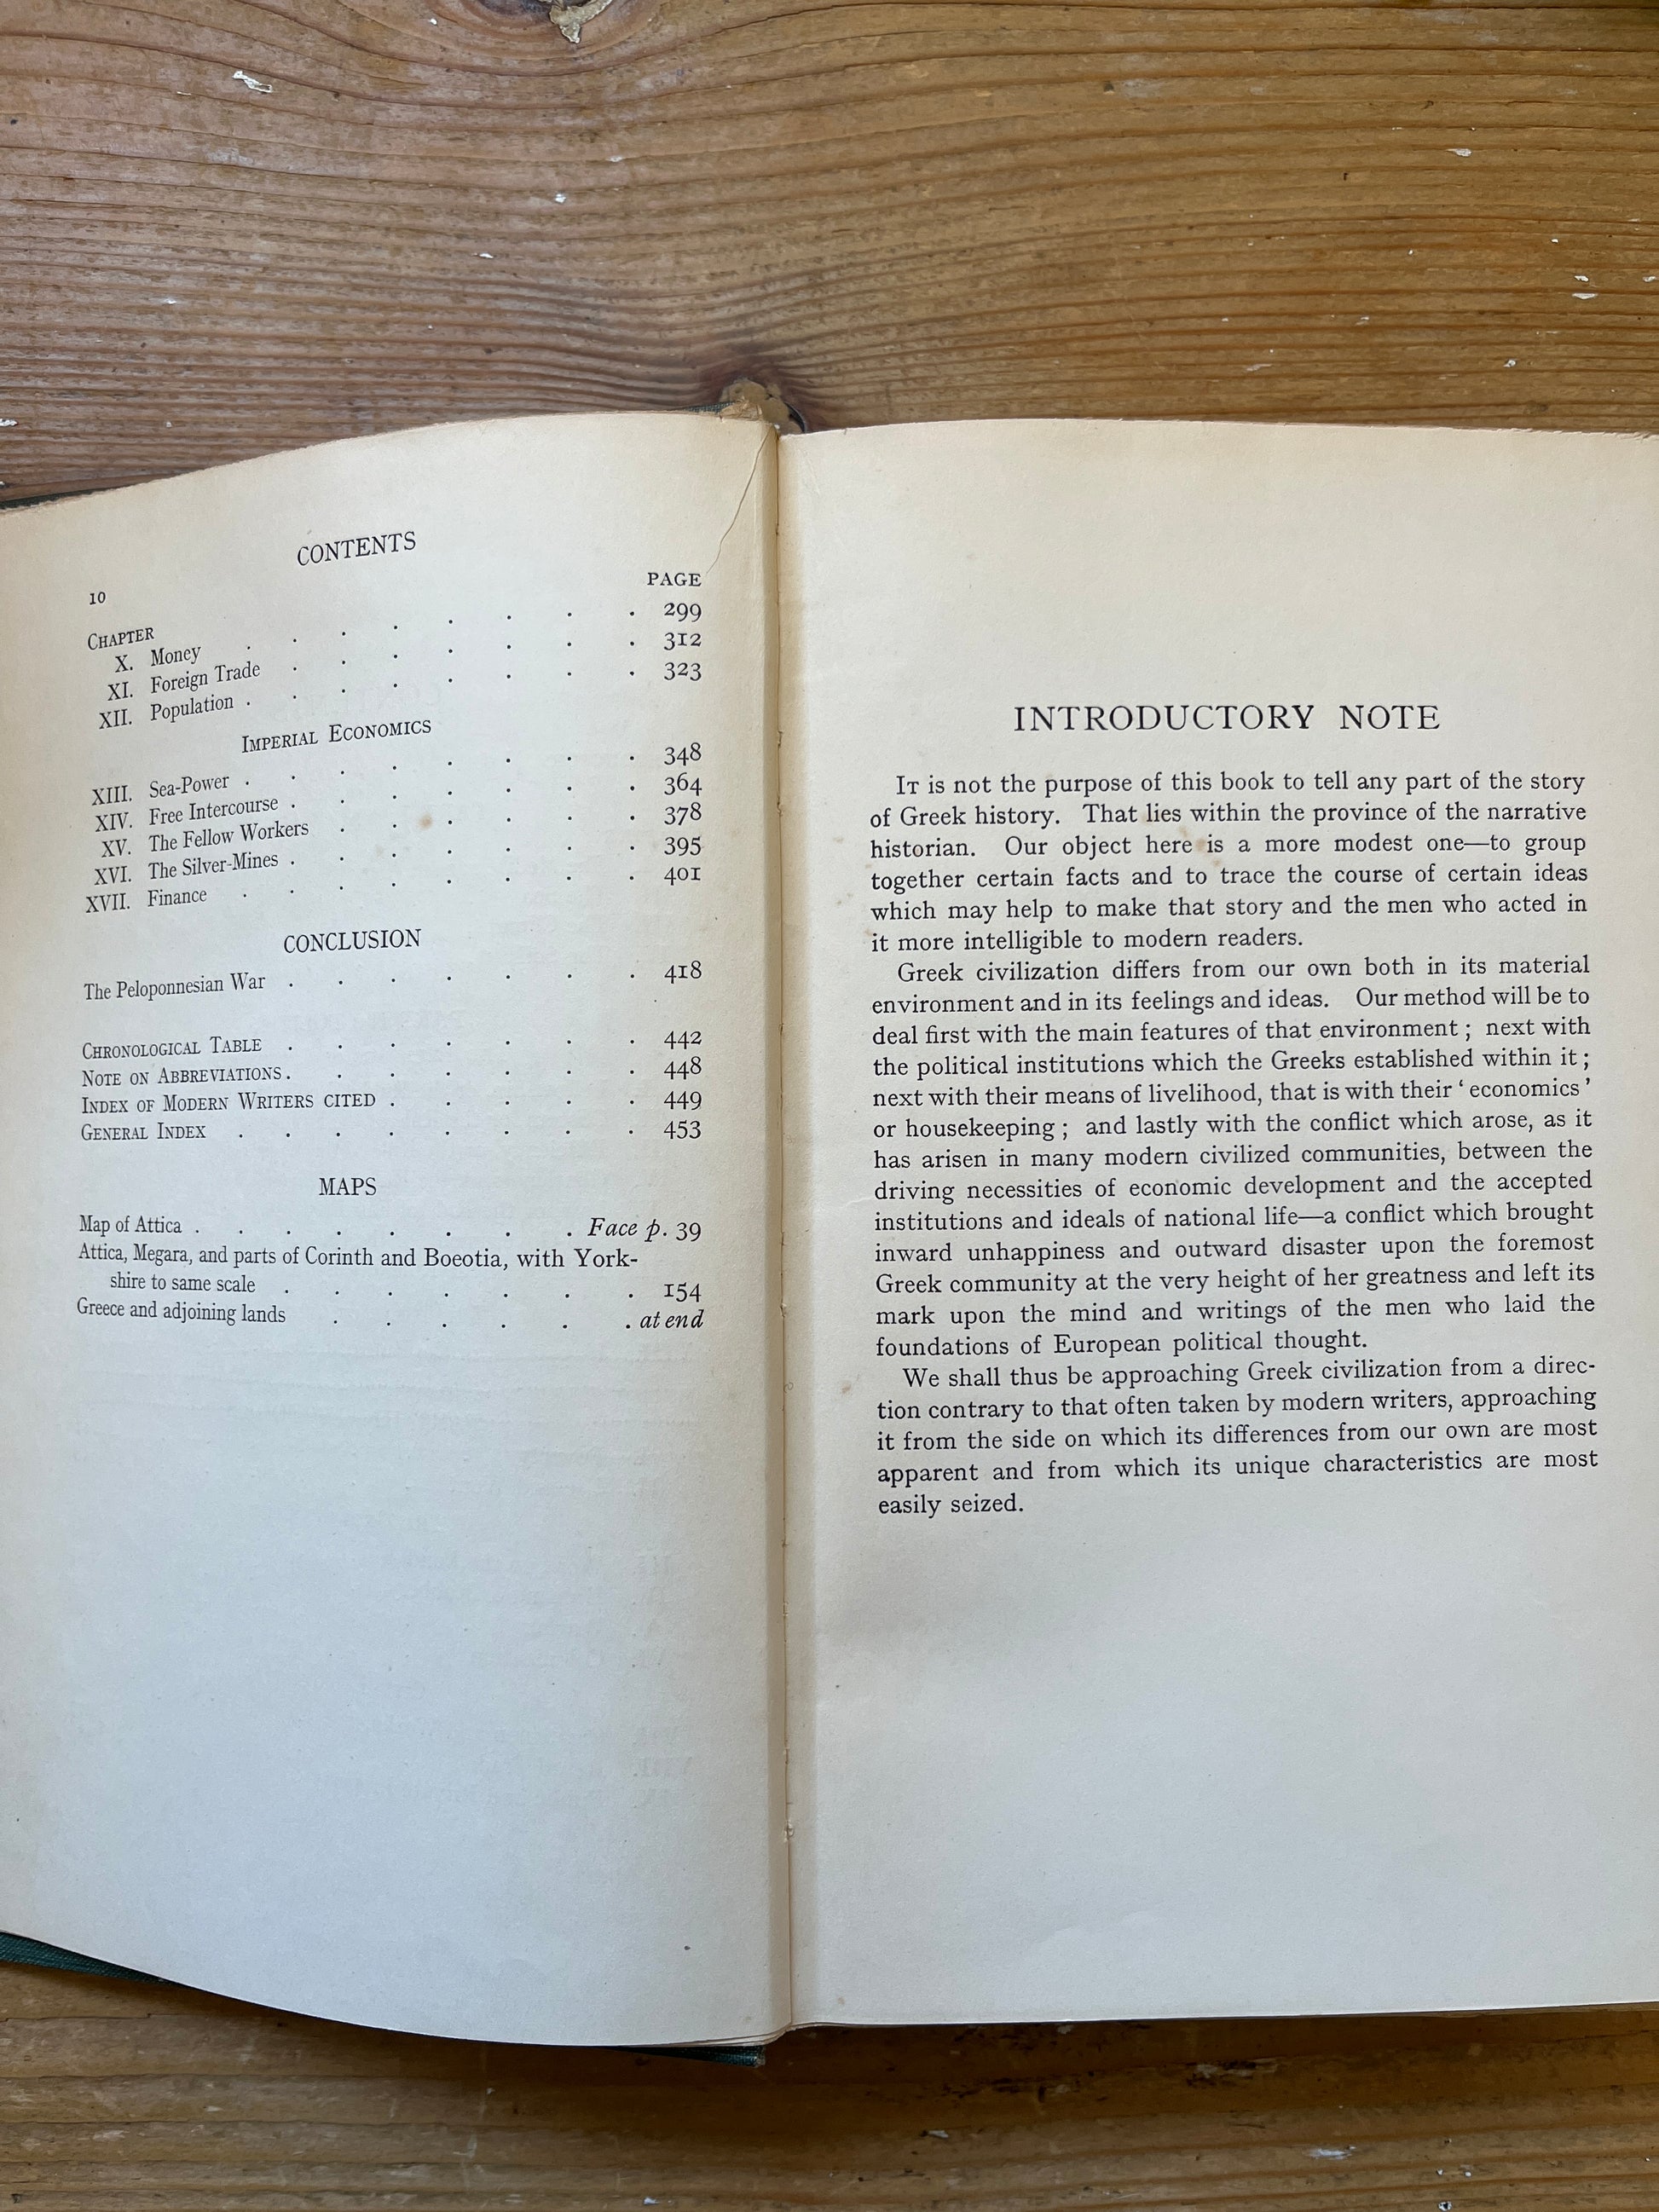 10
CONTENTS
CHAPTER PAGE
X. Money . . . . . . . . 299
XI. Foreign Trade . . . . . . . 312
XII. Population . . . . . . . . 323
IMPERIAL ECONOMICS
XIII. Sea-Power . . . . . . . . 348
XIV. Free Intercourse . . . . . . . 364
XV. The Fellow Workers . . . . . . 378
XVI. The Silver-Mines . . . . . . . 395
XVII. Finance . . . . . . . . 401
CONCLUSION
The Peloponnesian War . . . . . . . 418
CHRONOLOGICAL TABLE . . . . . . . 442
NOTE ON ABBREVIATIONS . . . . . . . 448
INDEX OF MODERN WRITERS CITED . . . . . 449
GENERAL INDEX . . . . . . . . 453
MAPS
Map of Attica . . . . . . . . Face p. 39
Attica, Megara, and parts of Corinth and Boeotia, with York-
shire to same scale . . . . . . . 154
Greece and adjoining lands . . . . . . at end
INTRODUCTORY NOTE
IT is not the purpose of this book to tell any part of the story
of Greek history. That lies within the province of the narrative
historian. Our object here is a more modest one—to group
together certain facts and to trace the course of certain ideas
which may help to make that story and the men who acted in
it more intelligible to modern readers.
Greek civilization differs from our own both in its material
environment and in its feelings and ideas. Our method will be to
deal first with the main features of that environment; next with
the political institutions which the Greeks established within it;
next with their means of livelihood, that is with their ‘economics’
or housekeeping; and lastly with the conflict which arose, as it
has arisen in many modern civilized communities, between the
driving necessities of economic development and the accepted
institutions and ideals of national life—a conflict which brought
inward unhappiness and outward disaster upon the foremost
Greek community at the very height of her greatness and left its
mark upon the mind and writings of the men who laid the
foundations of European political thought.
We shall thus be approaching Greek civilization from a direc-
tion contrary to that often taken by modern writers, approaching
it from the side on which its differences from our own are most
apparent and from which its unique characteristics are most
easily seized.